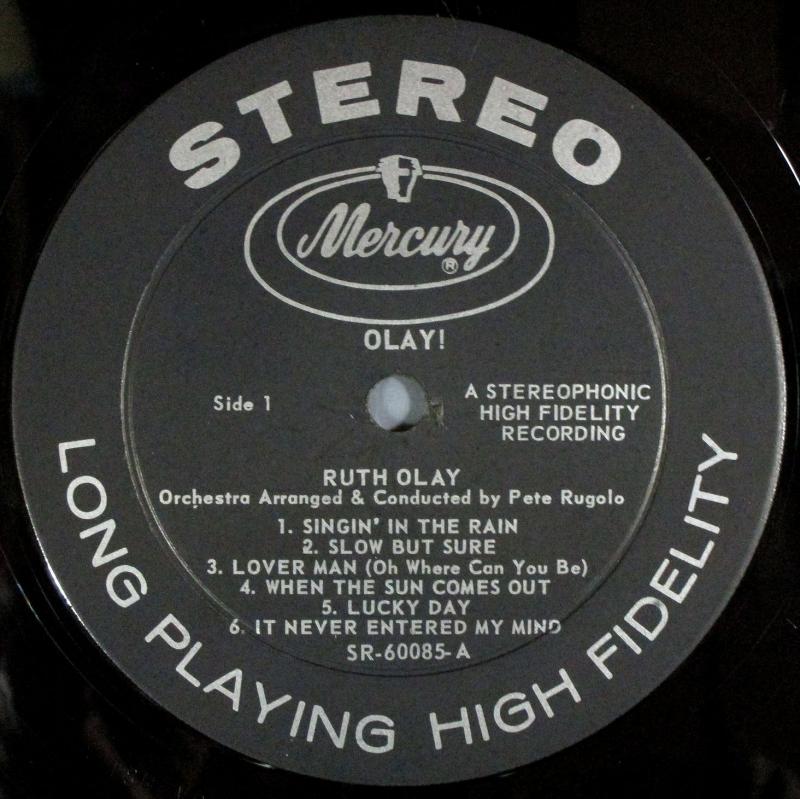 STEREO
Mercury
®
OLAY!
Side 1
A STEREOPHONIC
HIGH FIDELITY
RECORDING
RUTH OLAY
Orchestra Arranged & Conducted by Pete Rugolo
1. SINGIN' IN THE RAIN
2. SLOW BUT SURE
3. LOVER MAN (Oh Where Can You Be)
4. WHEN THE SUN COMES OUT
5. LUCKY DAY
6. IT NEVER ENTERED MY MIND
SR-60085-A
LONG PLAYING HIGH FIDELITY